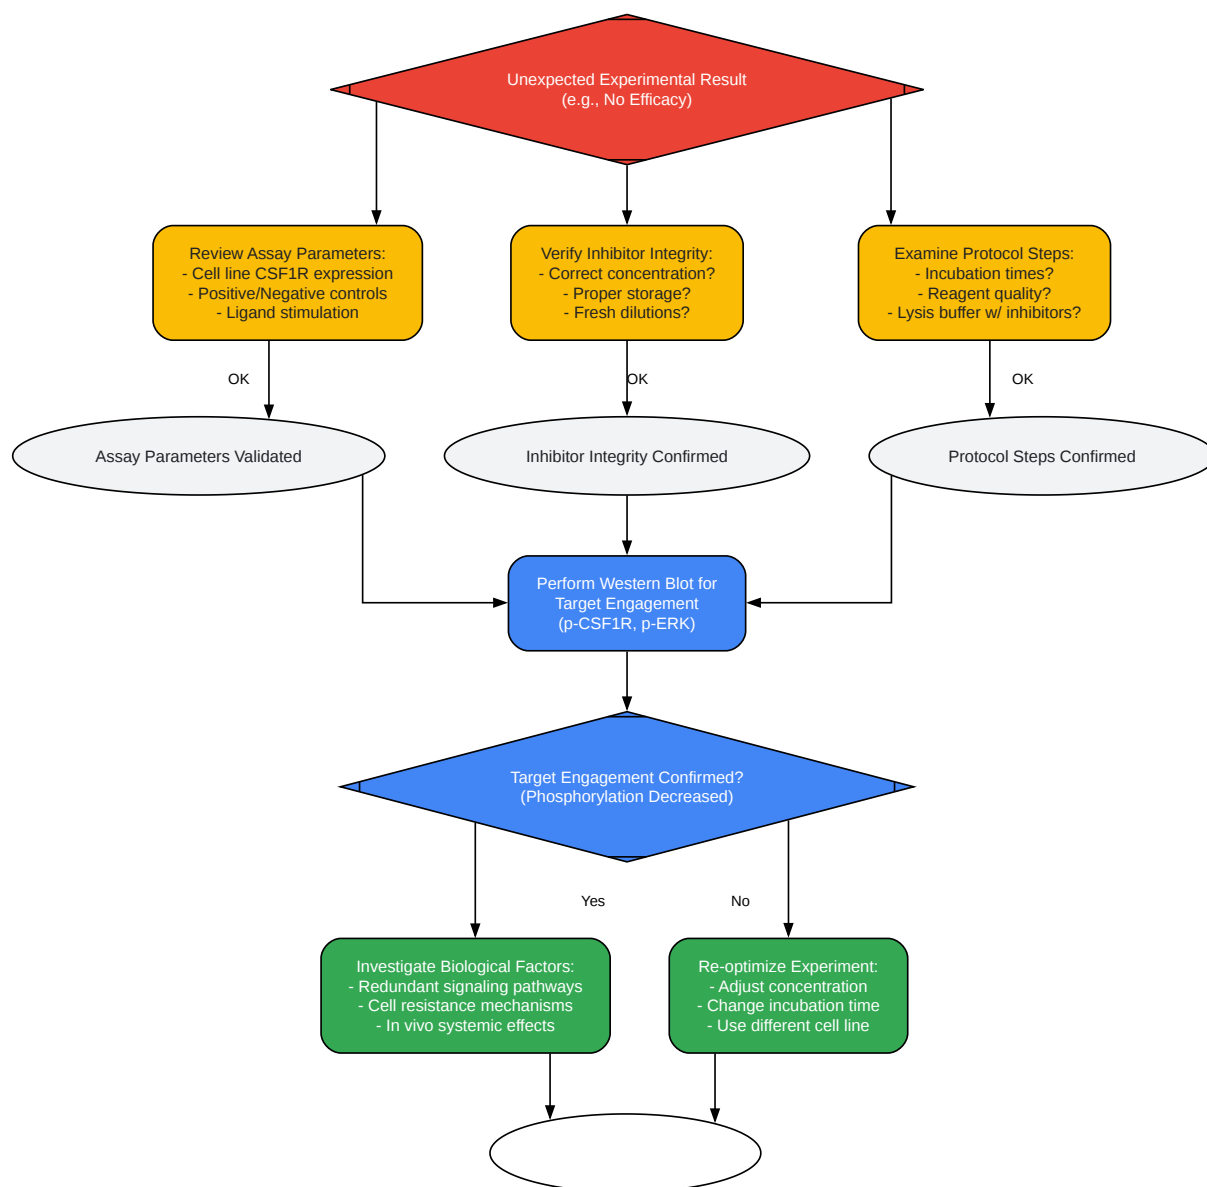 Unexpected Experimental Result
(e.g., No Efficacy)
Review Assay Parameters:
- Cell line CSF1R expression
- Positive/Negative controls
- Ligand stimulation
Verify Inhibitor Integrity:
- Correct concentration?
- Proper storage?
- Fresh dilutions?
Examine Protocol Steps:
- Incubation times?
- Reagent quality?
- Lysis buffer w/ inhibitors?
OK
OK
OK
Assay Parameters Validated
Inhibitor Integrity Confirmed
Protocol Steps Confirmed
Perform Western Blot for
Target Engagement
(p-CSF1R, p-ERK)
Target Engagement Confirmed?
(Phosphorylation Decreased)
Yes
No
Investigate Biological Factors:
- Redundant signaling pathways
- Cell resistance mechanisms
- In vivo systemic effects
Re-optimize Experiment:
- Adjust concentration
- Change incubation time
- Use different cell line